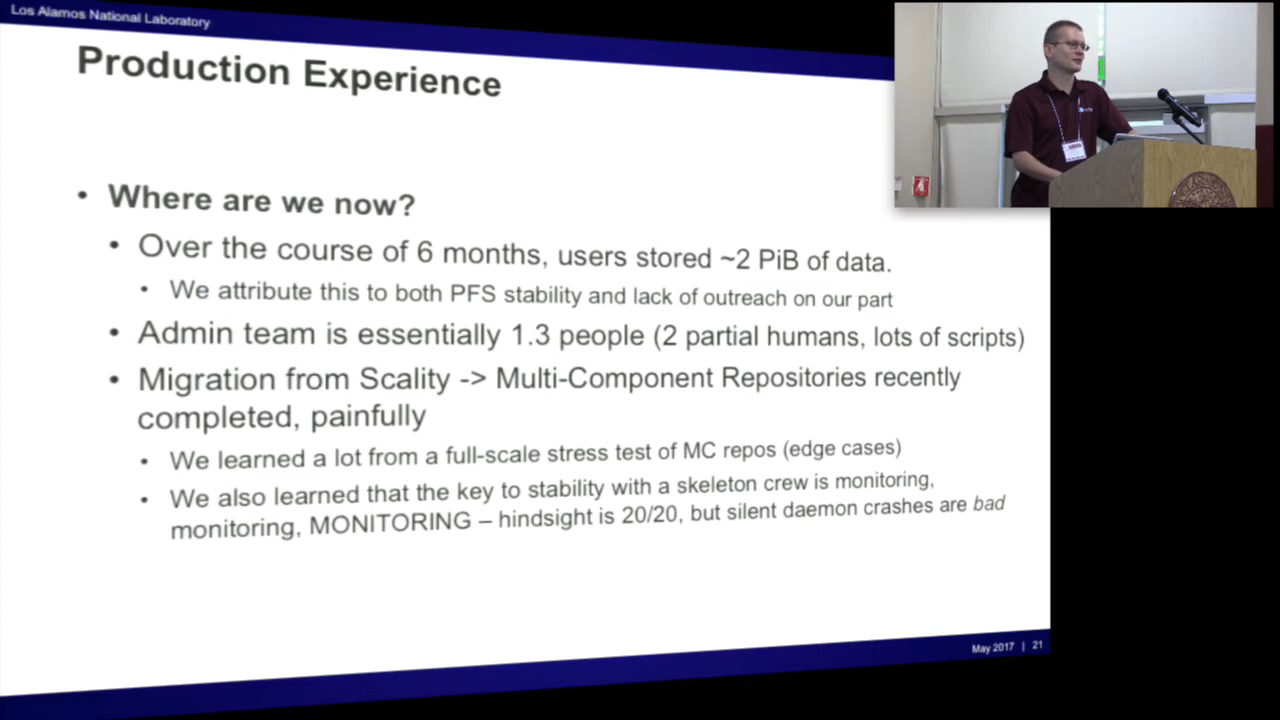 Los Alamos National Laboratory
Production Experience
• Where are we now?
• Over the course of 6 months, users stored ~2 PiB of data.
• We attribute this to both PFS stability and lack of outreach on our part
• Admin team is essentially 1.3 people (2 partial humans, lots of scripts)
• Migration from Scality -> Multi-Component Repositories recently
completed, painfully
• We learned a lot from a full-scale stress test of MC repos (edge cases)
• We also learned that the key to stability with a skeleton crew is monitoring,
monitoring, MONITORING – hindsight is 20/20, but silent daemon crashes are bad
May 2017 | 21